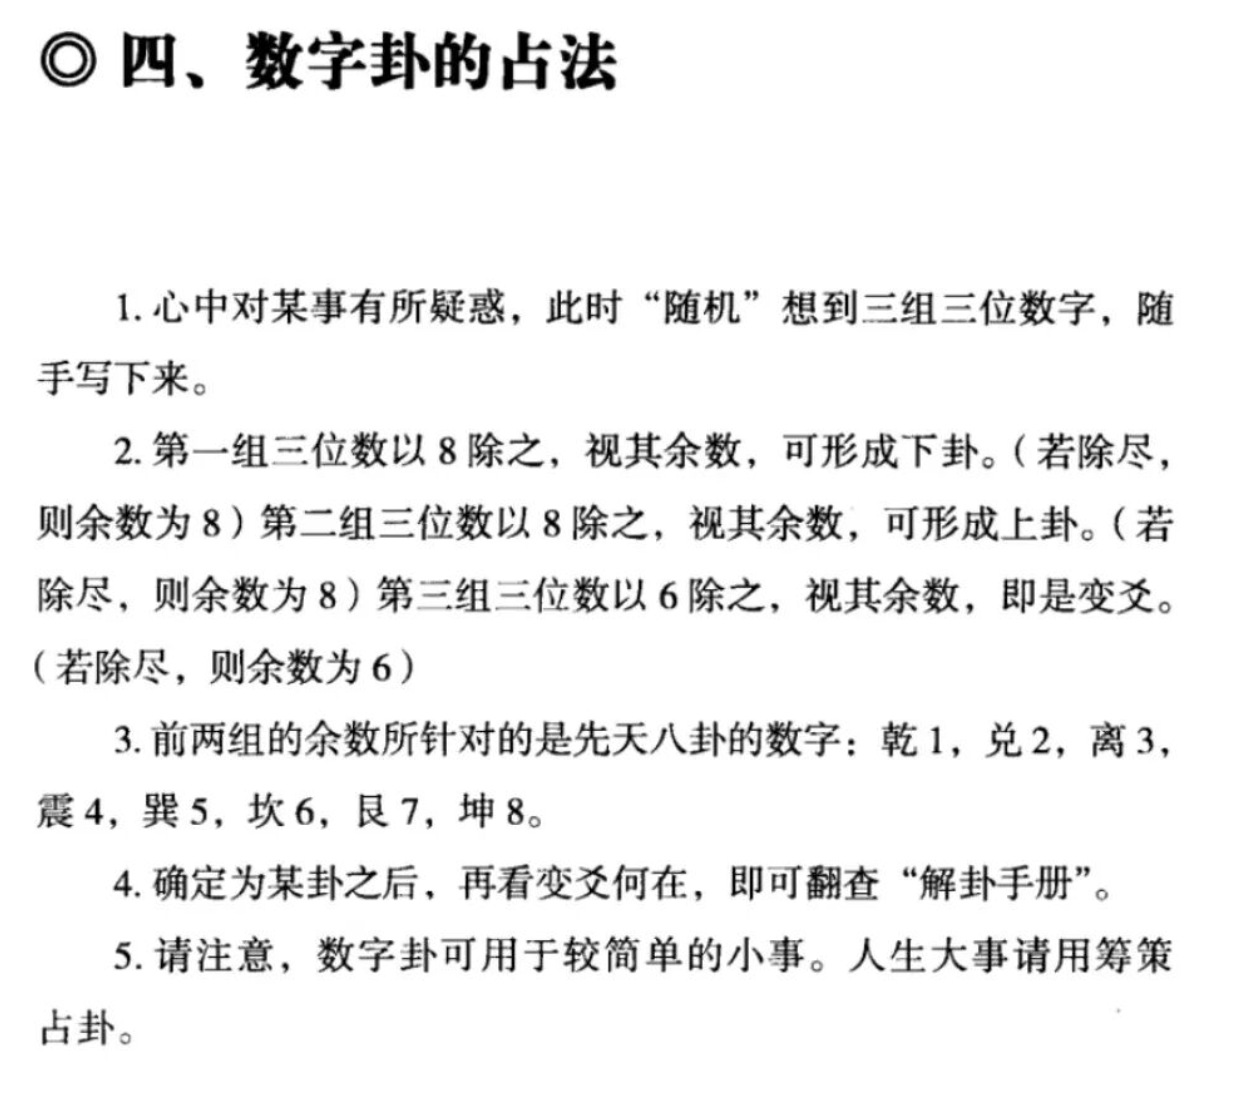 ◎ 四、数字卦的占法
1. 心中对某事有所疑惑，此时“随机”想到三组三位数字，随
手写下来。
2. 第一组三位数以 8 除之，视其余数，可形成下卦。（若除尽，
则余数为 8）第二组三位数以 8 除之，视其余数，可形成上卦。（若
除尽，则余数为 8）第三组三位数以 6 除之，视其余数，即是变爻。
（若除尽，则余数为 6）
3. 前两组的余数所针对的是先天八卦的数字：乾 1，兑 2，离 3，
震 4，巽 5，坎 6，艮 7，坤 8。
4. 确定为某卦之后，再看变爻何在，即可翻查“解卦手册”。
5. 请注意，数字卦可用于较简单的小事。人生大事请用筹策
占卦。